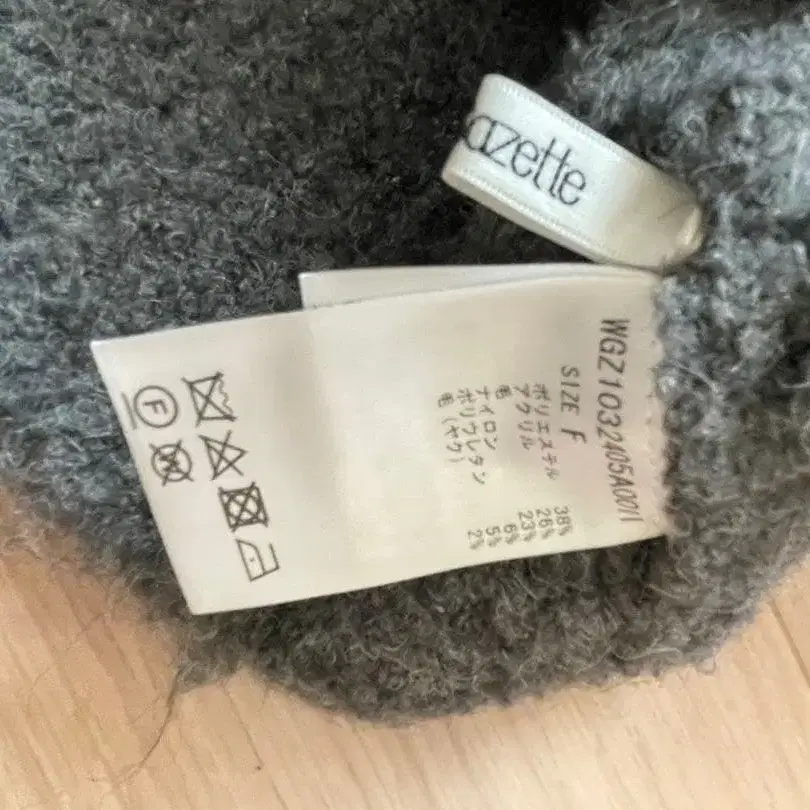 azette
WGZ1032405A0011
SIZE F
ポリエステル 38%
アクリル 26%
毛 23%
ナイロン 6%
ポリウレタン 5%
毛(ヤク) 2%
F
W